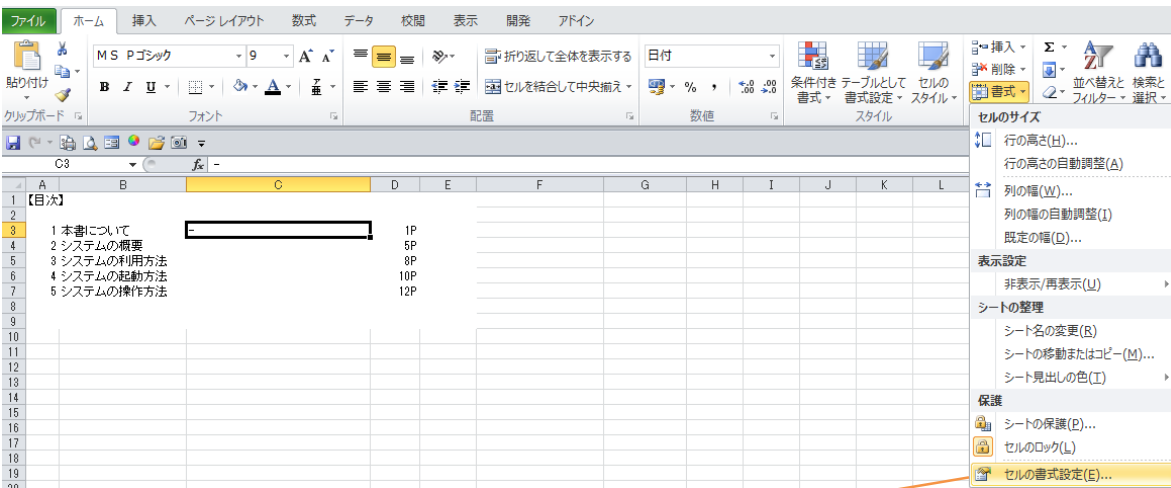 ファイル ホーム 挿入 ページ レイアウト 数式 データ 校閲 表示 開発 アドイン
貼り付け
クリップボード
ＭＳ Ｐゴシック 9
B I U
フォント
折り返して全体を表示する
セルを結合して中央揃え
配置
日付
% ,
数値
条件付き書式 テーブルとして書式設定 セルのスタイル
スタイル
挿入
削除
書式
Σ
並べ替えとフィルター 検索と選択
C3 fx -
A B C D E F G H I J K L
1 【目次】
2
3 1 本書について - 1P
4 2 システムの概要 5P
5 3 システムの利用方法 8P
6 4 システムの起動方法 10P
7 5 システムの操作方法 12P
8
9
10
11
12
13
14
15
16
17
18
19
セルのサイズ
行の高さ(H)...
行の高さの自動調整(A)
列の幅(W)...
列の幅の自動調整(I)
既定の幅(D)...
表示設定
非表示/再表示(U)
シートの整理
シート名の変更(R)
シートの移動またはコピー(M)...
シート見出しの色(T)
保護
シートの保護(P)...
セルのロック(L)
セルの書式設定(E)...